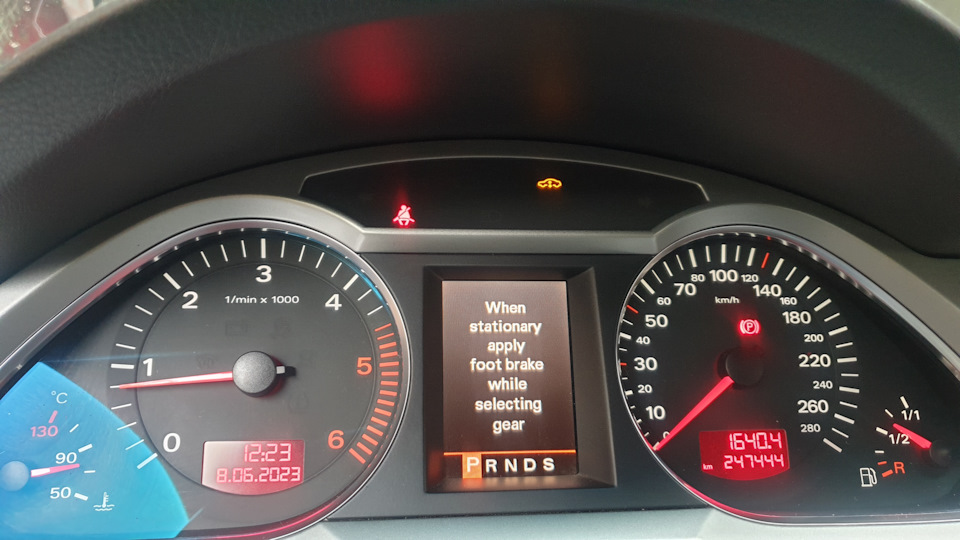 3
2
4
1/min x 1000
1
5
0
6
°C
130
90
50
12:23
8.06.2023
When
stationary
apply
foot brake
while
selecting
gear
P R N D S
80 100
70
140
60
km/h
160
50
180
(P)
40
200
30
220
20
240
10
260
0
280
1640.4
km 247444
1/1
1/2
R